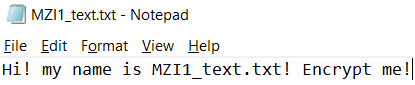 MZI1_text.txt - Notepad
File Edit Format View Help
Hi! my name is MZI1_text.txt! Encrypt me!